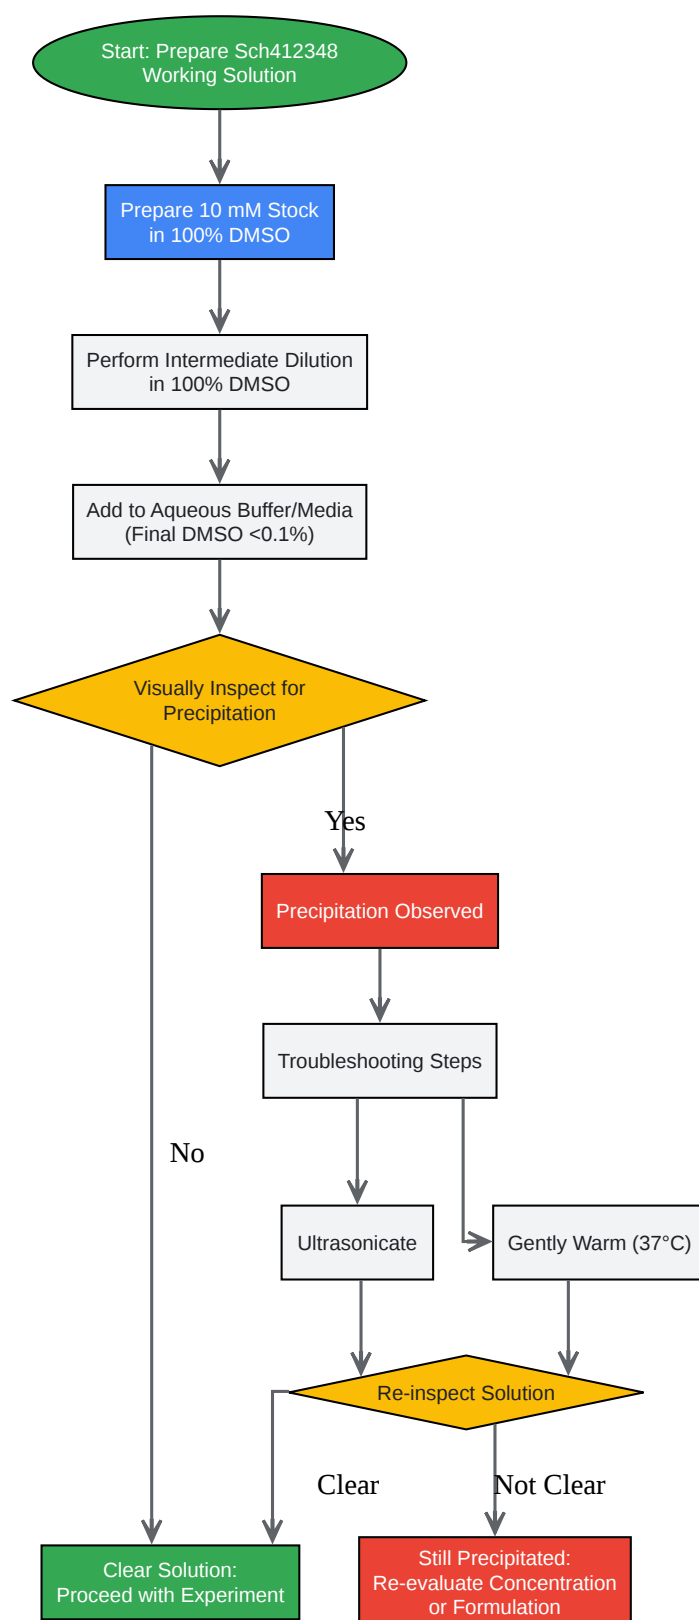 Start: Prepare Sch412348
Working Solution
Prepare 10 mM Stock
in 100% DMSO
Perform Intermediate Dilution
in 100% DMSO
Add to Aqueous Buffer/Media
(Final DMSO <0.1%)
Visually Inspect for
Precipitation
Yes
Precipitation Observed
Troubleshooting Steps
No
Ultrasonicate
Gently Warm (37°C)
Re-inspect Solution
Clear
Not Clear
Clear Solution:
Proceed with Experiment
Still Precipitated:
Re-evaluate Concentration
or Formulation